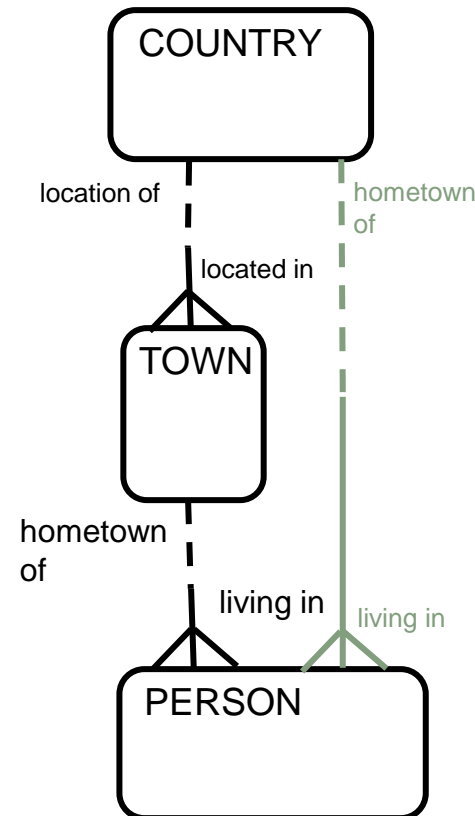 COUNTRY
location of
hometown
of
located in
TOWN
hometown
of
living in
living in
PERSON